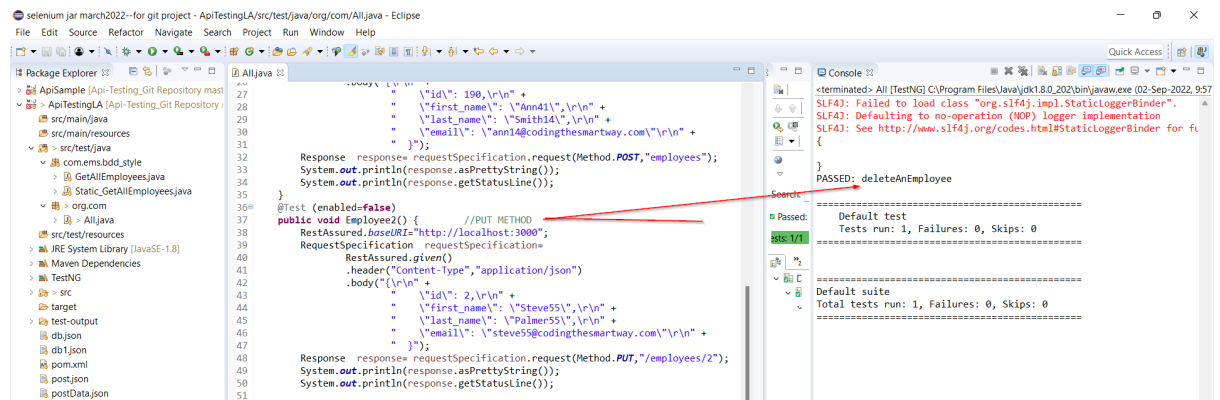 selenium jar march2022--for git project - ApiTestingLA/src/test/java/org/com/All.java - Eclipse
File Edit Source Refactor Navigate Search Project Run Window Help
Quick Access
Package Explorer
ApiSample [Api-Testing_Git Repository mast
> ApiTestingLA [Api-Testing_Git Repository
src/main/java
src/main/resources
> src/test/java
com.ems.bdd_style
> GetAllEmployees.java
> Static_GetAllEmployees.java
> org.com
> All.java
src/test/resources
JRE System Library [JavaSE-1.8]
Maven Dependencies
TestNG
> src
target
> test-output
db.json
db1.json
pom.xml
post.json
postData.json
All.java
27 " \"id\": 190,\r\n" +
28 " \"first_name\": \"Ann41\",\r\n" +
29 " \"last_name\": \"Smith14\",\r\n" +
30 " \"email\": \"ann14@codingthesmartway.com\"\r\n" +
31 " }");
32 Response response= requestSpecification.request(Method.POST,"employees");
33 System.out.println(response.asPrettyString());
34 System.out.println(response.getStatusLine());
35 }
36 @Test (enabled=false)
37 public void Employee2() { //PUT METHOD
38 RestAssured.baseURI="http://localhost:3000";
39 RequestSpecification requestSpecification=
40 RestAssured.given()
41 .header("Content-Type","application/json")
42 .body("{\r\n" +
43 " \"id\": 2,\r\n" +
44 " \"first_name\": \"Steve55\",\r\n" +
45 " \"last_name\": \"Palmer55\",\r\n" +
46 " \"email\": \"steve55@codingthesmartway.com\"\r\n" +
47 " }");
48 Response response= requestSpecification.request(Method.PUT,"/employees/2");
49 System.out.println(response.asPrettyString());
50 System.out.println(response.getStatusLine());
51
Search:
Passed:
ests: 1/1
Console
<terminated> All [TestNG] C:\Program Files\Java\jdk1.8.0_202\bin\javaw.exe (02-Sep-2022, 9:57
SLF4J: Failed to load class "org.slf4j.impl.StaticLoggerBinder".
SLF4J: Defaulting to no-operation (NOP) logger implementation
SLF4J: See http://www.slf4j.org/codes.html#StaticLoggerBinder for fu
{
}
PASSED: deleteAnEmployee
===============================================
Default test
Tests run: 1, Failures: 0, Skips: 0
===============================================
===============================================
Default suite
Total tests run: 1, Failures: 0, Skips: 0
===============================================